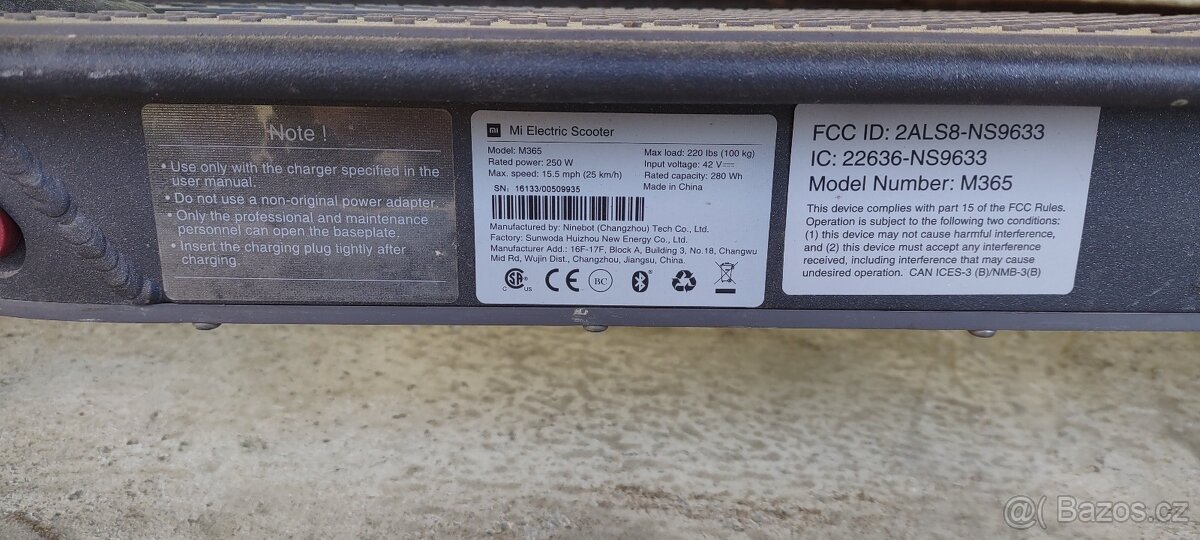 Note !
• Use only with the charger specified in the
user manual.
• Do not use a non-original power adapter.
• Only the professional and maintenance
personnel can open the baseplate.
• Insert the charging plug tightly after
charging.
mi Mi Electric Scooter
Model: M365
Rated power: 250 W
Max. speed: 15.5 mph (25 km/h)
Max load: 220 lbs (100 kg)
Input voltage: 42 V⎓
Rated capacity: 280 Wh
Made in China
SN: 16133/00509935
Manufactured by: Ninebot (Changzhou) Tech Co., Ltd.
Factory: Sunwoda Huizhou New Energy Co., Ltd.
Manufacturer Add.: 16F-17F, Block A, Building 3, No.18, Changwu
Mid Rd, Wujin Dist., Changzhou, Jiangsu, China.
C SA US CE BC
FCC ID: 2ALS8-NS9633
IC: 22636-NS9633
Model Number: M365
This device complies with part 15 of the FCC Rules.
Operation is subject to the following two conditions:
(1) this device may not cause harmful interference,
and (2) this device must accept any interference
received, including interference that may cause
undesired operation. CAN ICES-3 (B)/NMB-3(B)
@ Bazos.cz